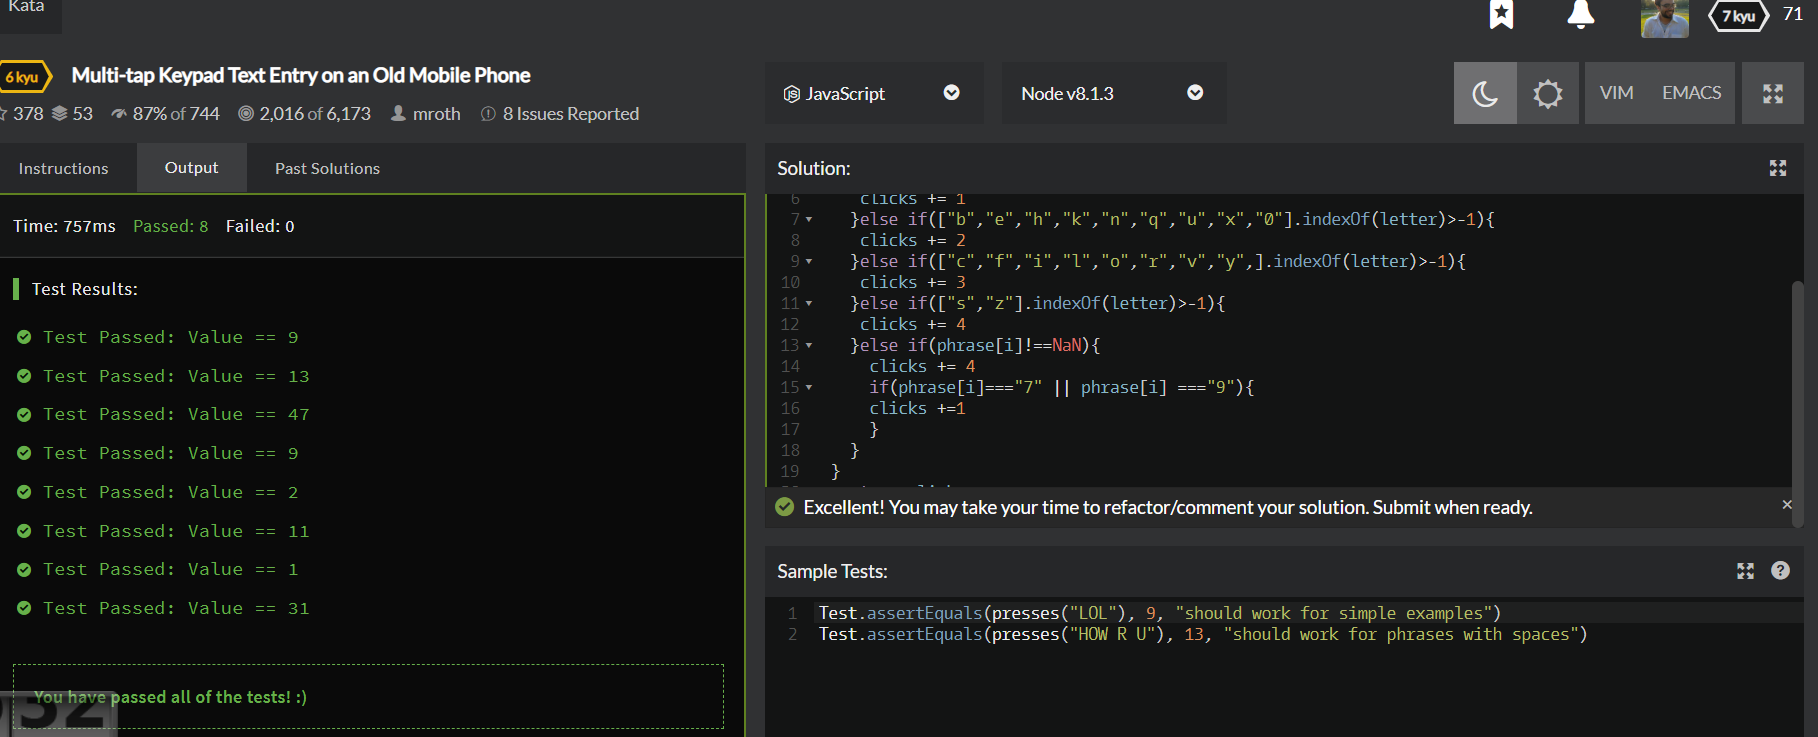 Kata
7 kyu 71
6 kyu Multi-tap Keypad Text Entry on an Old Mobile Phone
378 53 87% of 744 2,016 of 6,173 mroth 8 Issues Reported
JavaScript
Node v8.1.3
VIM EMACS
Instructions Output Past Solutions
Time: 757ms Passed: 8 Failed: 0
Test Results:
Test Passed: Value == 9
Test Passed: Value == 13
Test Passed: Value == 47
Test Passed: Value == 9
Test Passed: Value == 2
Test Passed: Value == 11
Test Passed: Value == 1
Test Passed: Value == 31
You have passed all of the tests! :)
32
Solution:
6 clicks += 1
7 }else if(["b","e","h","k","n","q","u","x","0"].indexOf(letter)>-1){
8 clicks += 2
9 }else if(["c","f","i","l","o","r","v","y",].indexOf(letter)>-1){
10 clicks += 3
11 }else if(["s","z"].indexOf(letter)>-1){
12 clicks += 4
13 }else if(phrase[i]!==NaN){
14 clicks += 4
15 if(phrase[i]==="7" || phrase[i] ==="9"){
16 clicks +=1
17 }
18 }
19 }
Excellent! You may take your time to refactor/comment your solution. Submit when ready.
Sample Tests:
1 Test.assertEquals(presses("LOL"), 9, "should work for simple examples")
2 Test.assertEquals(presses("HOW R U"), 13, "should work for phrases with spaces")